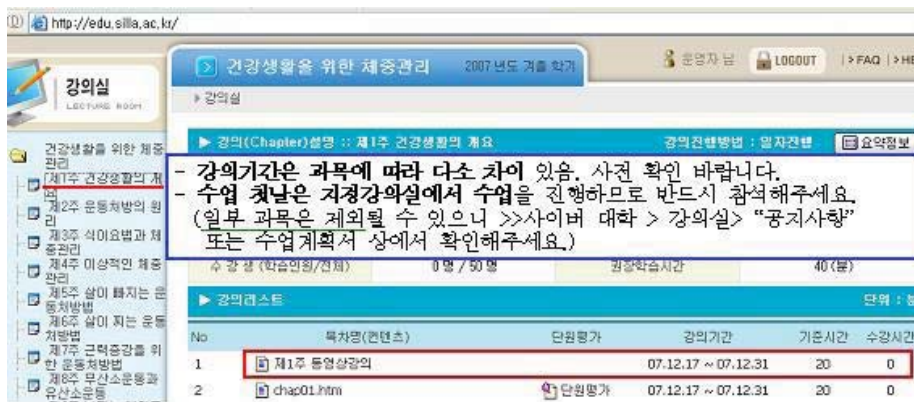 http://edu.silla.ac.kr/
강의실
LECTURE ROOM
건강생활을 위한 체중관리 2007년도 겨울 학기
운영자 님 LOGOUT >FAQ
강의실
건강생활을 위한 체중
관리
제1주 건강생활의 개
요
제2주 운동처방의 원
리
제3주 식이요법과 체
중관리
제4주 이상적인 체중
관리
제5주 살이 빠지는 운
동처방법
제6주 살이 찌는 운동
처방법
제7주 근력증강을 위
한 운동처방법
제8주 무산소운동과
유산소운동
▶ 강의(Chapter)설명 :: 제1주 건강생활의 개요 강의진행방법 : 일자진행 요약정보
- 강의기간은 과목에 따라 다소 차이 있음. 사전 확인 바랍니다.
- 수업 첫날은 지정강의실에서 수업을 진행하므로 반드시 참석해주세요.
(일부 과목은 제외될 수 있으니 >>사이버 대학 > 강의실> “공지사항”
또는 수업계획서 상에서 확인해주세요.)
수 강 생 (학습인원/전체) 0 명 / 50 명 권장학습시간 40 (분)
▶ 강의리스트 단위 :
No 목차명(컨텐츠) 단원평가 강의기간 기준시간 수강시간
1 제1주 동영상강의 07.12.17 ~ 07.12.31 20 0
2 chap01.htm 단원평가 07.12.17 ~ 07.12.31 20 0